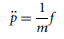 p̈ = 1/m f